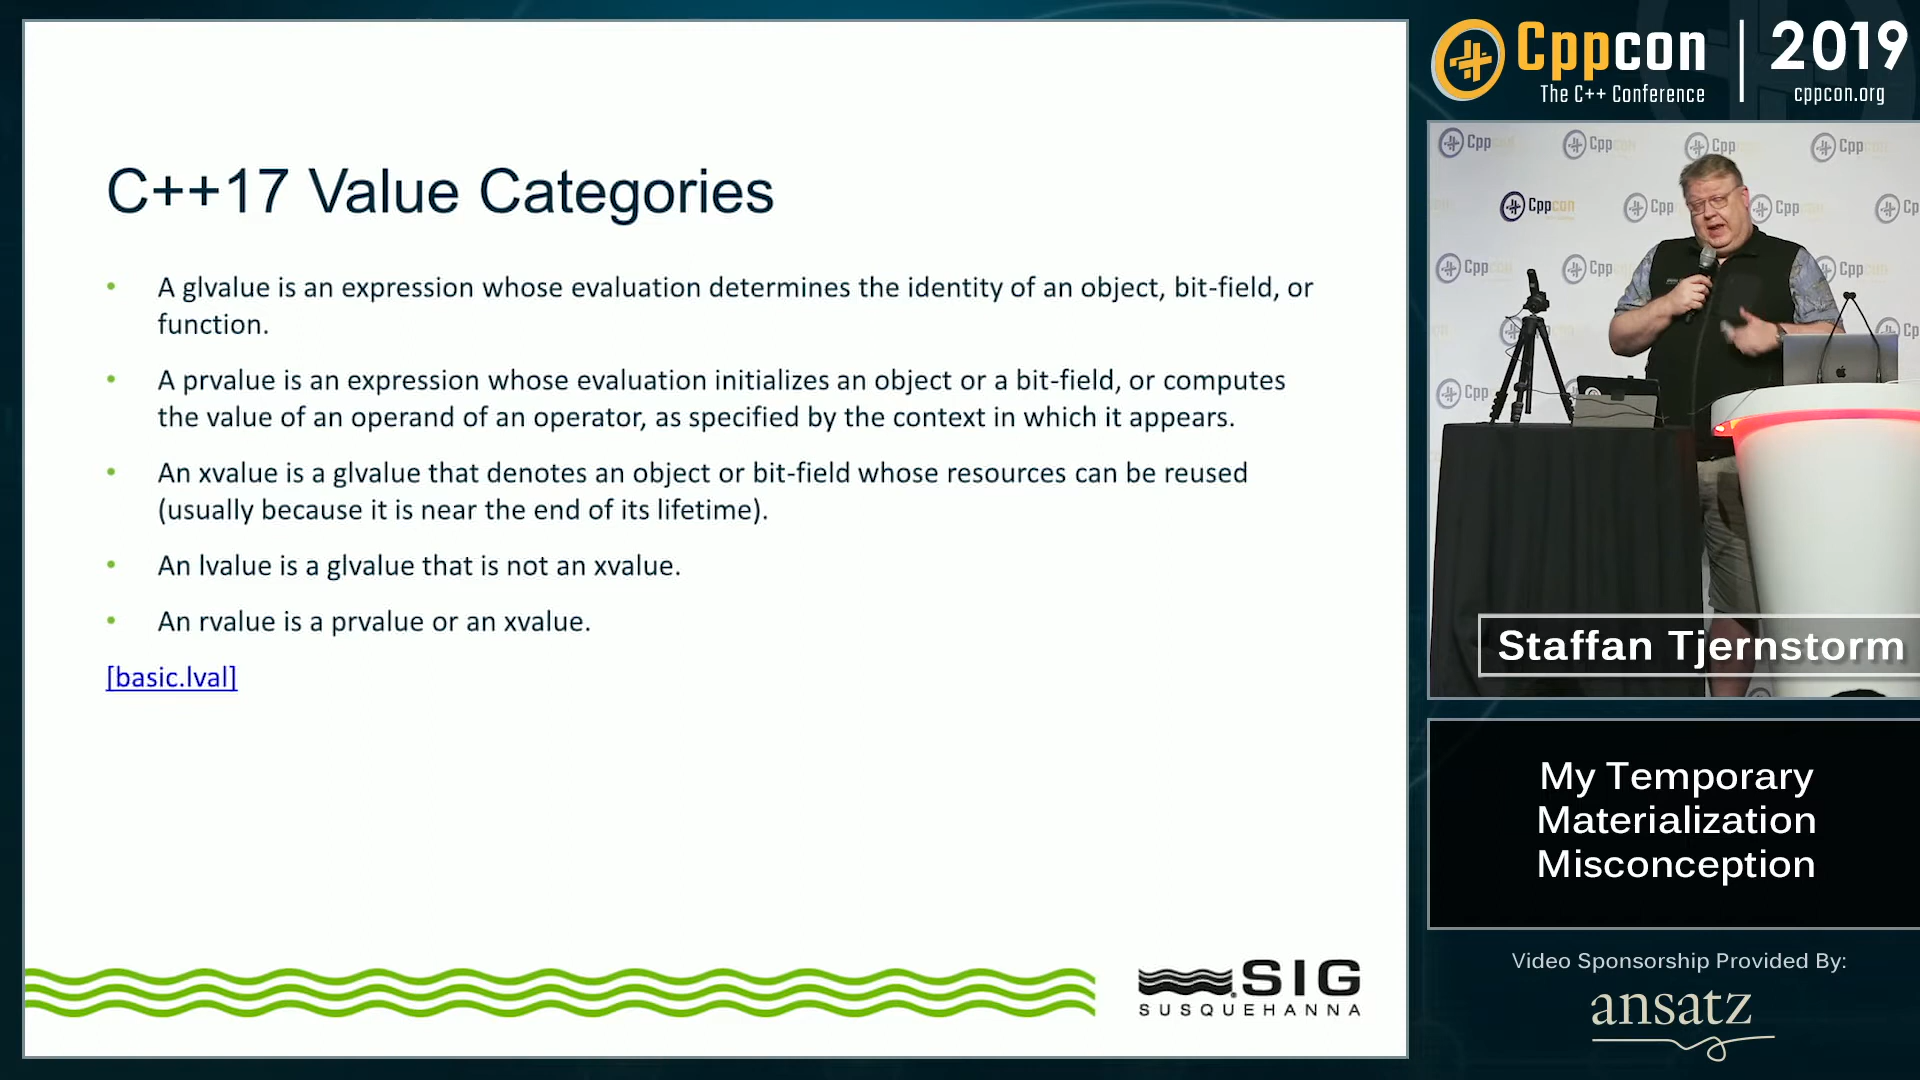 C++17 Value Categories
• A glvalue is an expression whose evaluation determines the identity of an object, bit-field, or
function.
• A prvalue is an expression whose evaluation initializes an object or a bit-field, or computes
the value of an operand of an operator, as specified by the context in which it appears.
• An xvalue is a glvalue that denotes an object or bit-field whose resources can be reused
(usually because it is near the end of its lifetime).
• An lvalue is a glvalue that is not an xvalue.
• An rvalue is a prvalue or an xvalue.
[basic.lval]
SIG
SUSQUEHANNA
Cppcon
The C++ Conference
2019
cppcon.org
Cppcon
Staffan Tjernstorm
My Temporary
Materialization
Misconception
Video Sponsorship Provided By:
ansatz